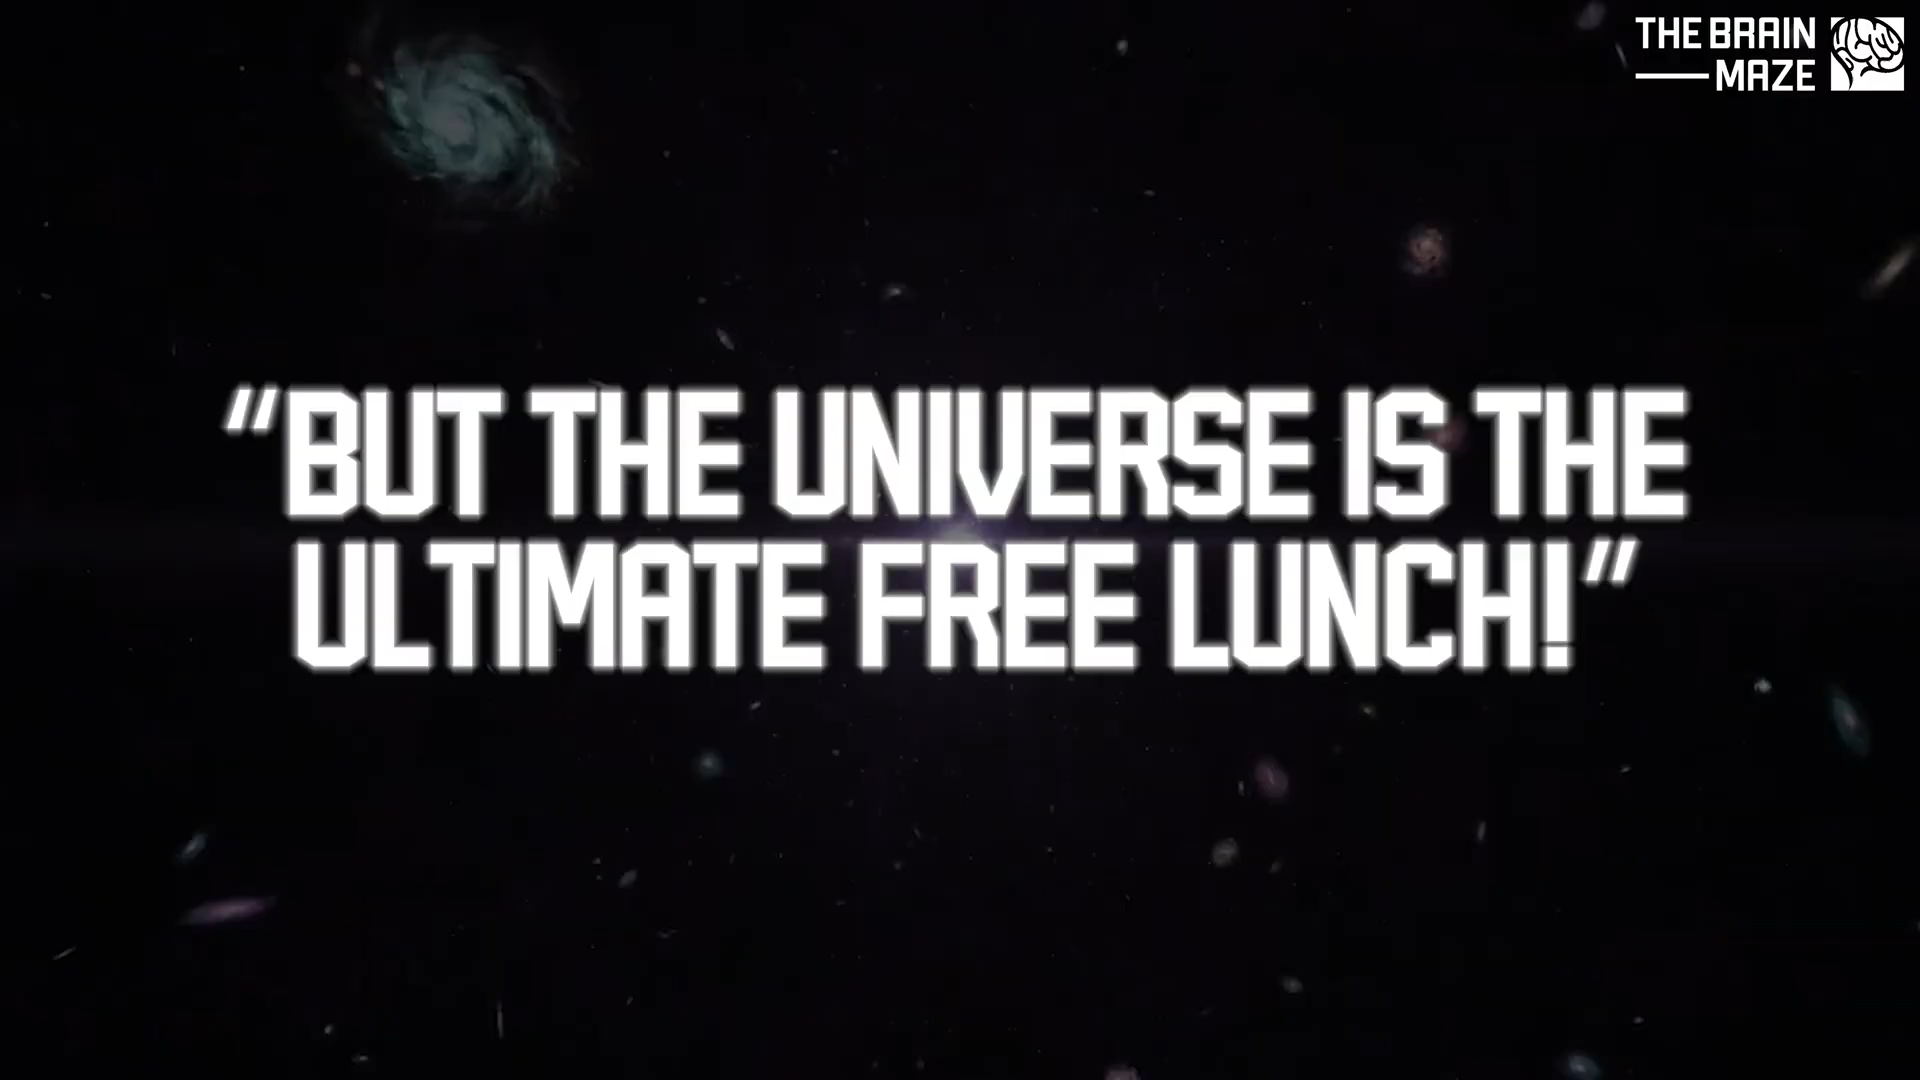 THE BRAIN
MAZE
"BUT THE UNIVERSE IS THE
ULTIMATE FREE LUNCH!"